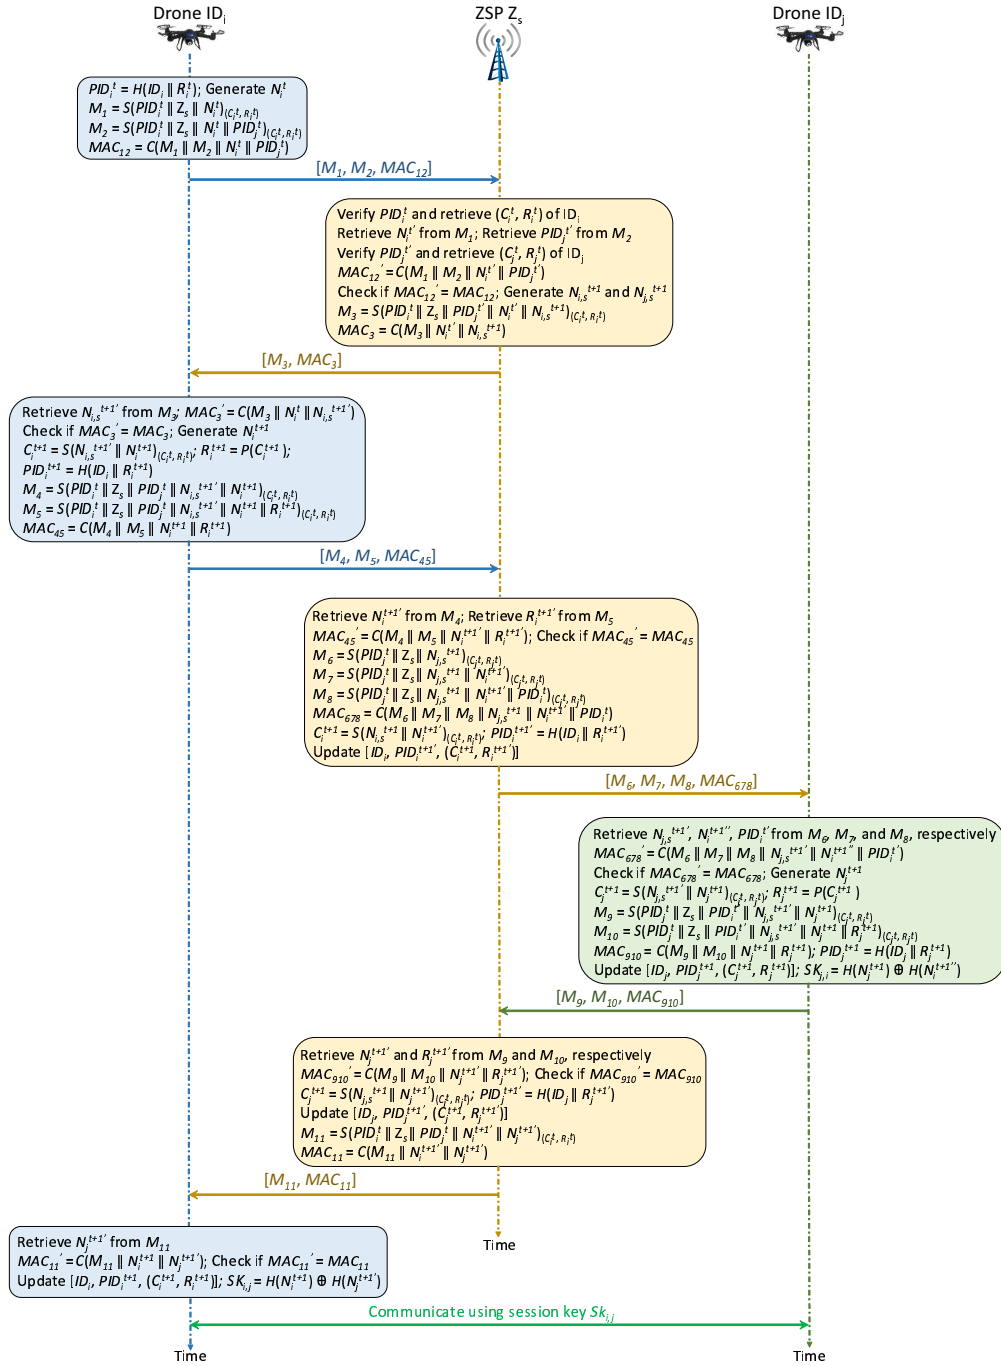 Drone IDᵢ
ZSP Zₛ
Drone IDⱼ
PIDᵢᵗ = H(IDᵢ ‖ Rᵢᵗ); Generate Nᵢᵗ
M₁ = S(PIDᵢᵗ ‖ Zₛ ‖ Nᵢᵗ)_(Cᵢᵗ, Rᵢᵗ)
M₂ = S(PIDᵢᵗ ‖ Zₛ ‖ Nᵢᵗ ‖ PIDⱼᵗ)_(Cᵢᵗ, Rᵢᵗ)
MAC₁₂ = C(M₁ ‖ M₂ ‖ Nᵢᵗ ‖ PIDⱼᵗ)
[M₁, M₂, MAC₁₂]
Verify PIDᵢᵗ and retrieve (Cᵢᵗ, Rᵢᵗ) of IDᵢ
Retrieve Nᵢᵗ' from M₁; Retrieve PIDⱼᵗ' from M₂
Verify PIDⱼᵗ' and retrieve (Cⱼᵗ, Rⱼᵗ) of IDⱼ
MAC₁₂' = C(M₁ ‖ M₂ ‖ Nᵢᵗ' ‖ PIDⱼᵗ')
Check if MAC₁₂' = MAC₁₂; Generate Nᵢ,ₛᵗ⁺¹ and Nⱼ,ₛᵗ⁺¹
M₃ = S(PIDᵢᵗ ‖ Zₛ ‖ PIDⱼᵗ' ‖ Nᵢᵗ' ‖ Nᵢ,ₛᵗ⁺¹)_(Cᵢᵗ, Rᵢᵗ)
MAC₃ = C(M₃ ‖ Nᵢᵗ' ‖ Nᵢ,ₛᵗ⁺¹)
[M₃, MAC₃]
Retrieve Nᵢ,ₛᵗ⁺¹' from M₃; MAC₃' = C(M₃ ‖ Nᵢᵗ ‖ Nᵢ,ₛᵗ⁺¹')
Check if MAC₃' = MAC₃; Generate Nᵢᵗ⁺¹
Cᵢᵗ⁺¹ = S(Nᵢ,ₛᵗ⁺¹' ‖ Nᵢᵗ⁺¹)_(Cᵢᵗ, Rᵢᵗ); Rᵢᵗ⁺¹ = P(Cᵢᵗ⁺¹);
PIDᵢᵗ⁺¹ = H(IDᵢ ‖ Rᵢᵗ⁺¹)
M₄ = S(PIDᵢᵗ ‖ Zₛ ‖ PIDⱼᵗ ‖ Nᵢ,ₛᵗ⁺¹' ‖ Nᵢᵗ⁺¹)_(Cᵢᵗ, Rᵢᵗ)
M₅ = S(PIDᵢᵗ ‖ Zₛ ‖ PIDⱼᵗ ‖ Nᵢ,ₛᵗ⁺¹' ‖ Nᵢᵗ⁺¹ ‖ Rᵢᵗ⁺¹)_(Cᵢᵗ, Rᵢᵗ)
MAC₄₅ = C(M₄ ‖ M₅ ‖ Nᵢᵗ⁺¹ ‖ Rᵢᵗ⁺¹)
[M₄, M₅, MAC₄₅]
Retrieve Nᵢᵗ⁺¹' from M₄; Retrieve Rᵢᵗ⁺¹' from M₅
MAC₄₅' = C(M₄ ‖ M₅ ‖ Nᵢᵗ⁺¹' ‖ Rᵢᵗ⁺¹'); Check if MAC₄₅' = MAC₄₅
M₆ = S(PIDⱼᵗ ‖ Zₛ ‖ Nⱼ,ₛᵗ⁺¹)_(Cⱼᵗ, Rⱼᵗ)
M₇ = S(PIDⱼᵗ ‖ Zₛ ‖ Nⱼ,ₛᵗ⁺¹ ‖ Nᵢᵗ⁺¹')_(Cⱼᵗ, Rⱼᵗ)
M₈ = S(PIDⱼᵗ ‖ Zₛ ‖ Nⱼ,ₛᵗ⁺¹ ‖ Nᵢᵗ⁺¹' ‖ PIDᵢᵗ)_(Cⱼᵗ, Rⱼᵗ)
MAC₆₇₈ = C(M₆ ‖ M₇ ‖ M₈ ‖ Nⱼ,ₛᵗ⁺¹ ‖ Nᵢᵗ⁺¹' ‖ PIDᵢᵗ)
Cᵢᵗ⁺¹ = S(Nᵢ,ₛᵗ⁺¹ ‖ Nᵢᵗ⁺¹')_(Cᵢᵗ, Rᵢᵗ); PIDᵢᵗ⁺¹' = H(IDᵢ ‖ Rᵢᵗ⁺¹')
Update [IDᵢ, PIDᵢᵗ⁺¹', (Cᵢᵗ⁺¹, Rᵢᵗ⁺¹')]
[M₆, M₇, M₈, MAC₆₇₈]
Retrieve Nⱼ,ₛᵗ⁺¹', Nᵢᵗ⁺¹'', PIDᵢᵗ' from M₆, M₇, and M₈, respectively
MAC₆₇₈' = C(M₆ ‖ M₇ ‖ M₈ ‖ Nⱼ,ₛᵗ⁺¹' ‖ Nᵢᵗ⁺¹'' ‖ PIDᵢᵗ')
Check if MAC₆₇₈' = MAC₆₇₈; Generate Nⱼᵗ⁺¹
Cⱼᵗ⁺¹ = S(Nⱼ,ₛᵗ⁺¹' ‖ Nⱼᵗ⁺¹)_(Cⱼᵗ, Rⱼᵗ); Rⱼᵗ⁺¹ = P(Cⱼᵗ⁺¹ )
M₉ = S(PIDⱼᵗ ‖ Zₛ ‖ PIDᵢᵗ' ‖ Nⱼ,ₛᵗ⁺¹' ‖ Nⱼᵗ⁺¹)_(Cⱼᵗ, Rⱼᵗ)
M₁₀ = S(PIDⱼᵗ ‖ Zₛ ‖ PIDᵢᵗ' ‖ Nⱼ,ₛᵗ⁺¹' ‖ Nⱼᵗ⁺¹ ‖ Rⱼᵗ⁺¹)_(Cⱼᵗ, Rⱼᵗ)
MAC₉₁₀ = C(M₉ ‖ M₁₀ ‖ Nⱼᵗ⁺¹ ‖ Rⱼᵗ⁺¹); PIDⱼᵗ⁺¹ = H(IDⱼ ‖ Rⱼᵗ⁺¹)
Update [IDⱼ, PIDⱼᵗ⁺¹, (Cⱼᵗ⁺¹, Rⱼᵗ⁺¹)]; SKⱼ,ᵢ = H(Nⱼᵗ⁺¹) ⊕ H(Nᵢᵗ⁺¹'')
[M₉, M₁₀, MAC₉₁₀]
Retrieve Nⱼᵗ⁺¹' and Rⱼᵗ⁺¹' from M₉ and M₁₀, respectively
MAC₉₁₀' = C(M₉ ‖ M₁₀ ‖ Nⱼᵗ⁺¹' ‖ Rⱼᵗ⁺¹'); Check if MAC₉₁₀' = MAC₉₁₀
Cⱼᵗ⁺¹ = S(Nⱼ,ₛᵗ⁺¹ ‖ Nⱼᵗ⁺¹')_(Cⱼᵗ, Rⱼᵗ); PIDⱼᵗ⁺¹' = H(IDⱼ ‖ Rⱼᵗ⁺¹')
Update [IDⱼ, PIDⱼᵗ⁺¹', (Cⱼᵗ⁺¹, Rⱼᵗ⁺¹')]
M₁₁ = S(PIDᵢᵗ ‖ Zₛ ‖ PIDⱼᵗ ‖ Nᵢᵗ⁺¹' ‖ Nⱼᵗ⁺¹')_(Cᵢᵗ, Rᵢᵗ)
MAC₁₁ = C(M₁₁ ‖ Nᵢᵗ⁺¹' ‖ Nⱼᵗ⁺¹')
[M₁₁, MAC₁₁]
Time
Retrieve Nⱼᵗ⁺¹' from M₁₁
MAC₁₁' = C(M₁₁ ‖ Nᵢᵗ⁺¹ ‖ Nⱼᵗ⁺¹'); Check if MAC₁₁' = MAC₁₁
Update [IDᵢ, PIDᵢᵗ⁺¹, (Cᵢᵗ⁺¹, Rᵢᵗ⁺¹)]; SKᵢ,ⱼ = H(Nᵢᵗ⁺¹) ⊕ H(Nⱼᵗ⁺¹')
Communicate using session key Skᵢ,ⱼ
Time
Time